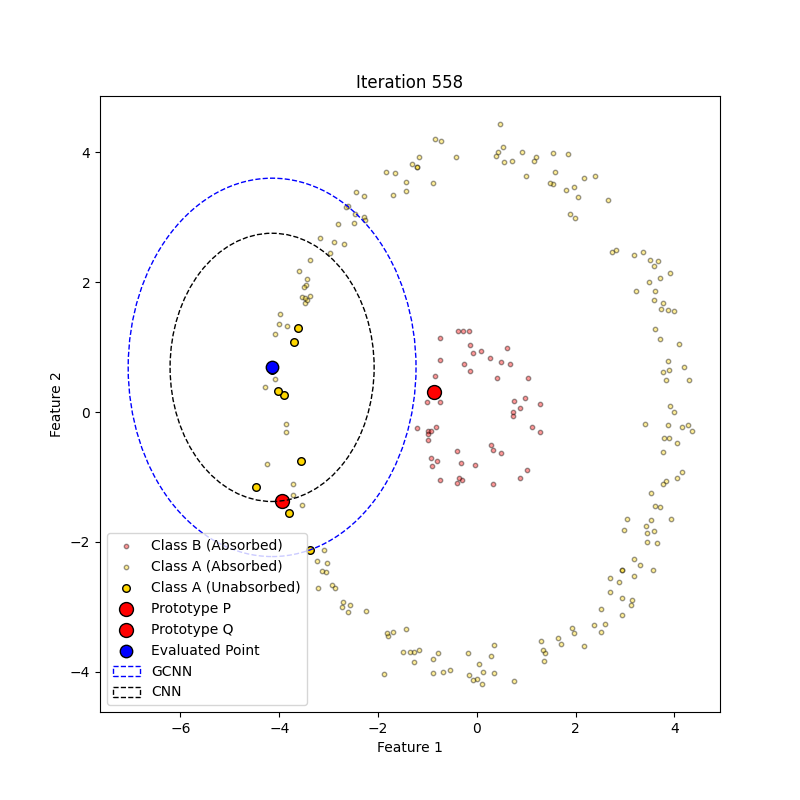 Iteration 558
Feature 2
4
2
0
−2
−4
Class B (Absorbed)
Class A (Absorbed)
Class A (Unabsorbed)
Prototype P
Prototype Q
Evaluated Point
GCNN
CNN
−6 −4 −2 0 2 4
Feature 1